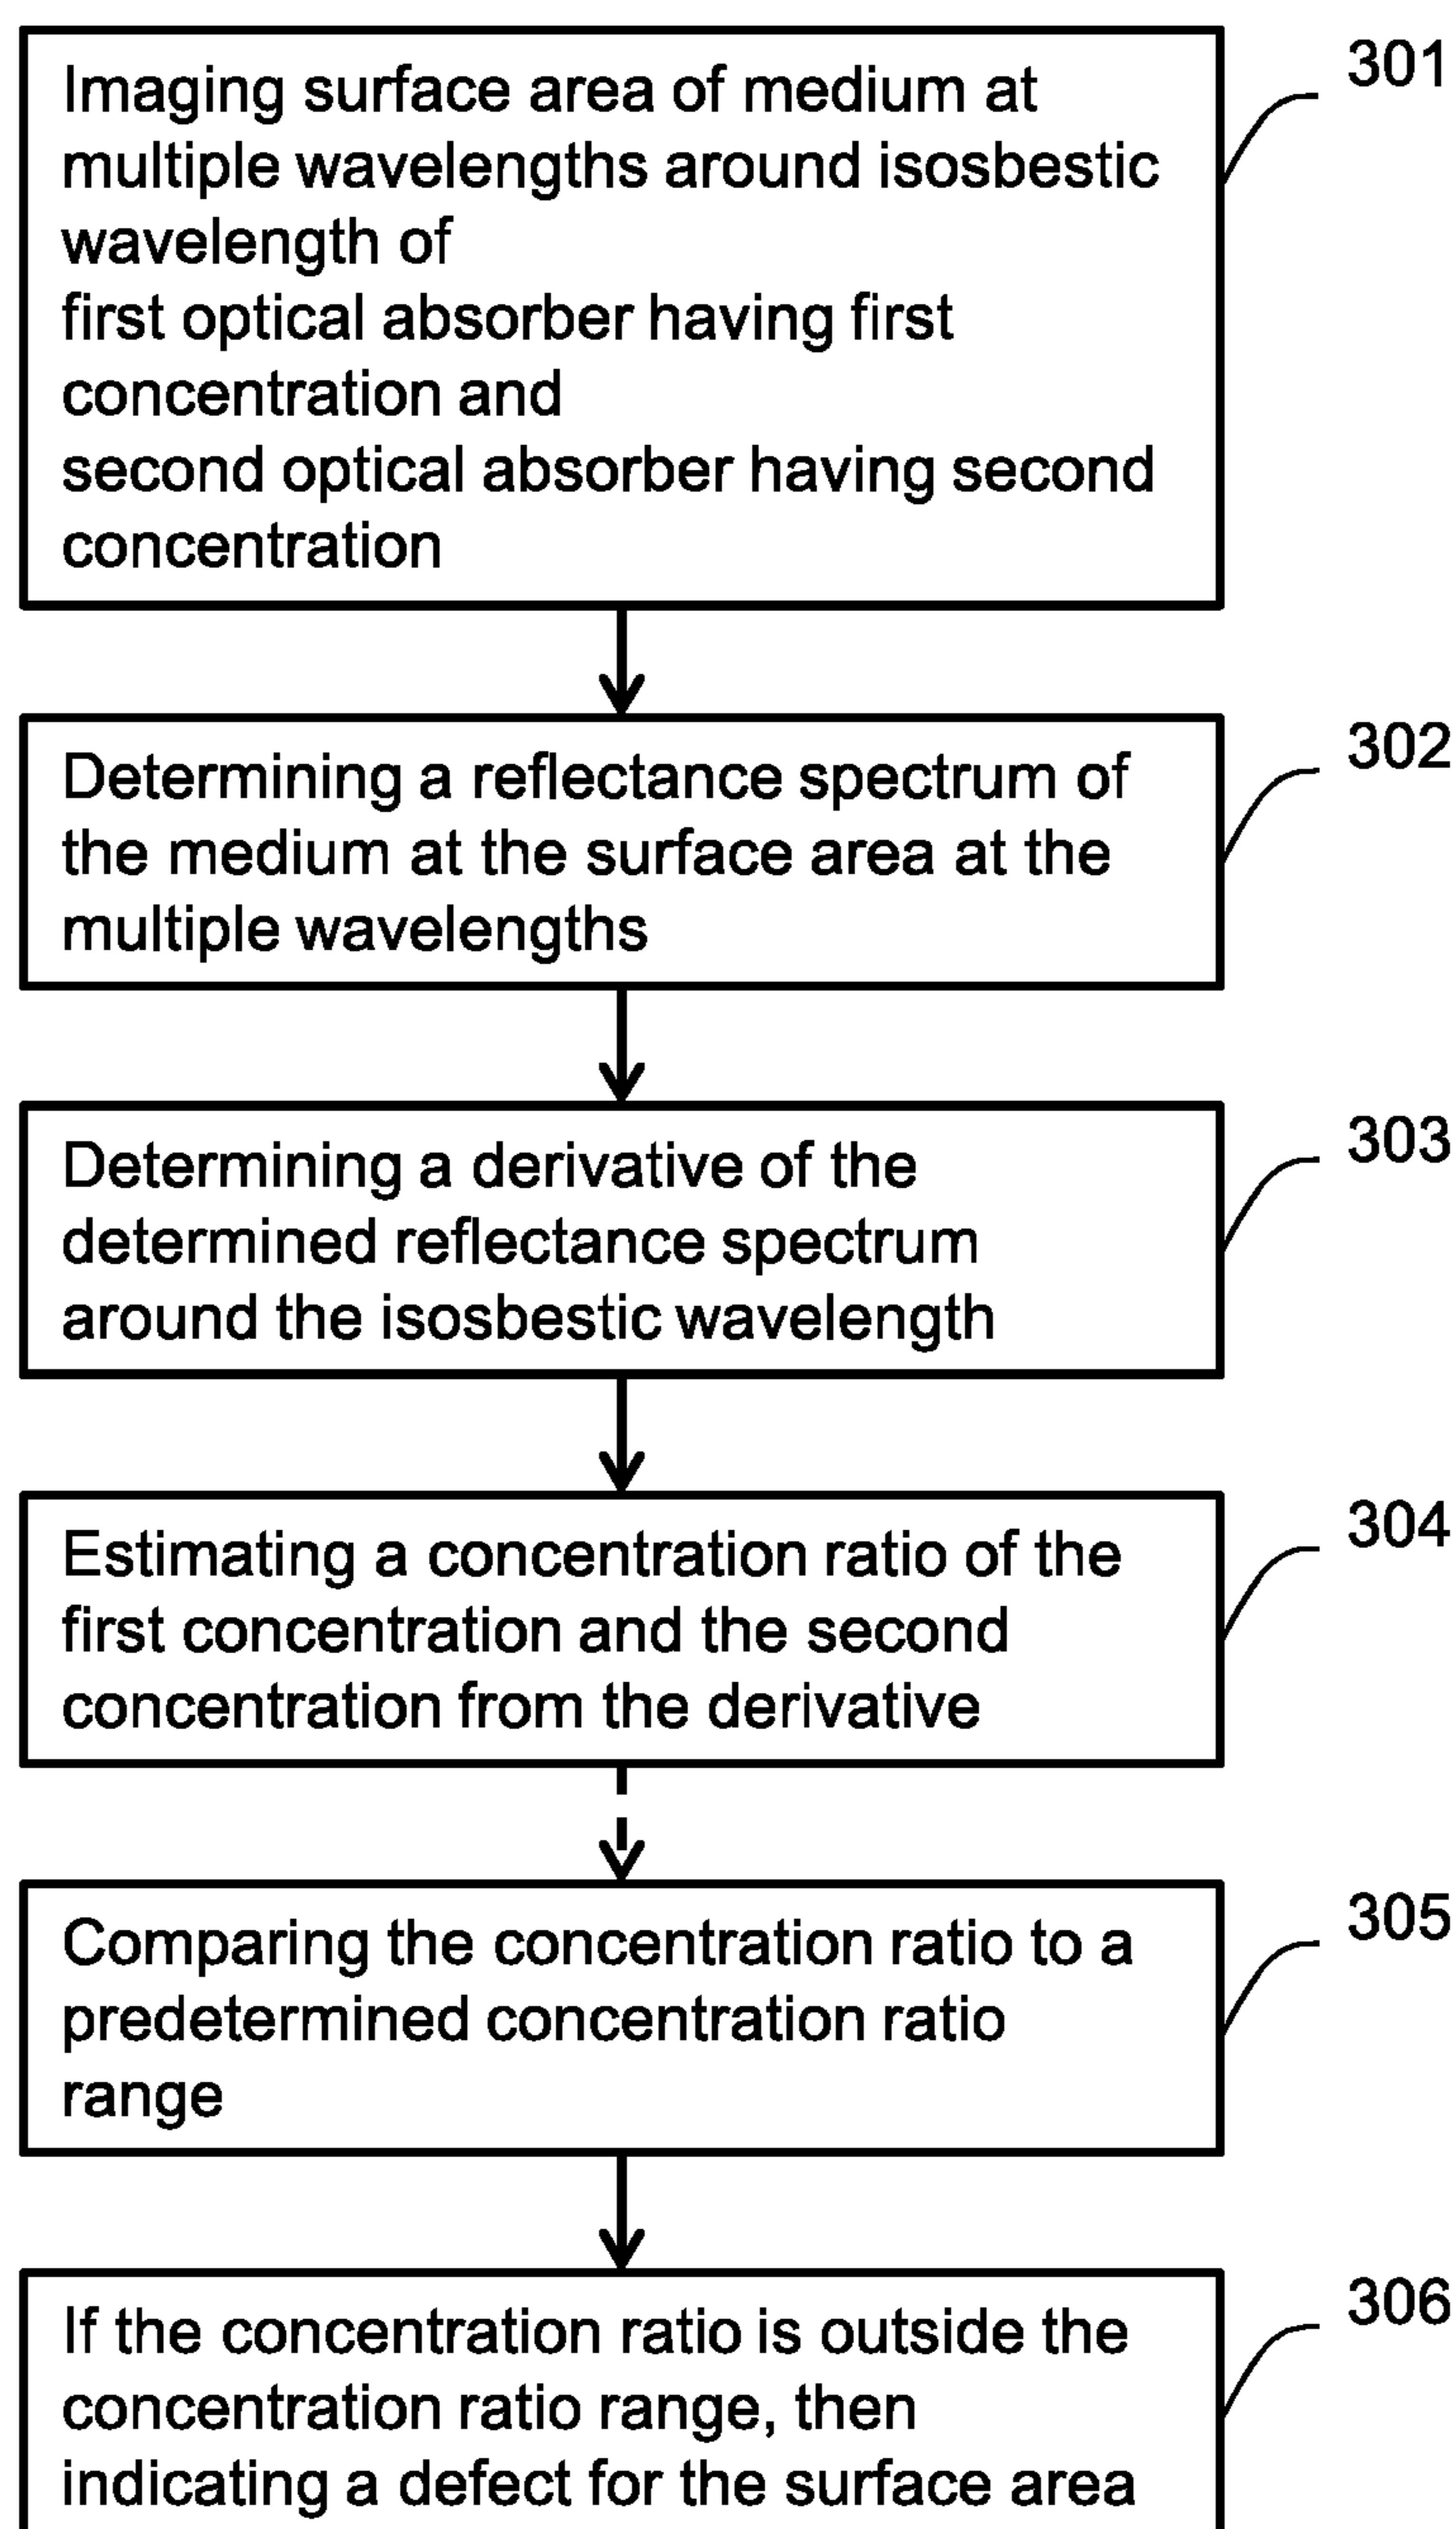 Imaging surface area of medium at
multiple wavelengths around isosbestic
wavelength of
first optical absorber having first
concentration and
second optical absorber having second
concentration
301
Determining a reflectance spectrum of
the medium at the surface area at the
multiple wavelengths
302
Determining a derivative of the
determined reflectance spectrum
around the isosbestic wavelength
303
Estimating a concentration ratio of the
first concentration and the second
concentration from the derivative
304
Comparing the concentration ratio to a
predetermined concentration ratio
range
305
If the concentration ratio is outside the
concentration ratio range, then
indicating a defect for the surface area
306